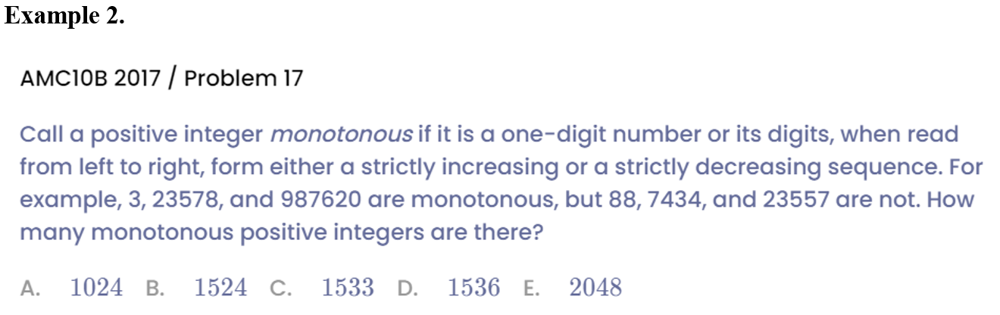 Example 2.
AMC10B 2017 / Problem 17
Call a positive integer monotonous if it is a one-digit number or its digits, when read
from left to right, form either a strictly increasing or a strictly decreasing sequence. For
example, 3, 23578, and 987620 are monotonous, but 88, 7434, and 23557 are not. How
many monotonous positive integers are there?
A. 1024 B. 1524 C. 1533 D. 1536 E. 2048